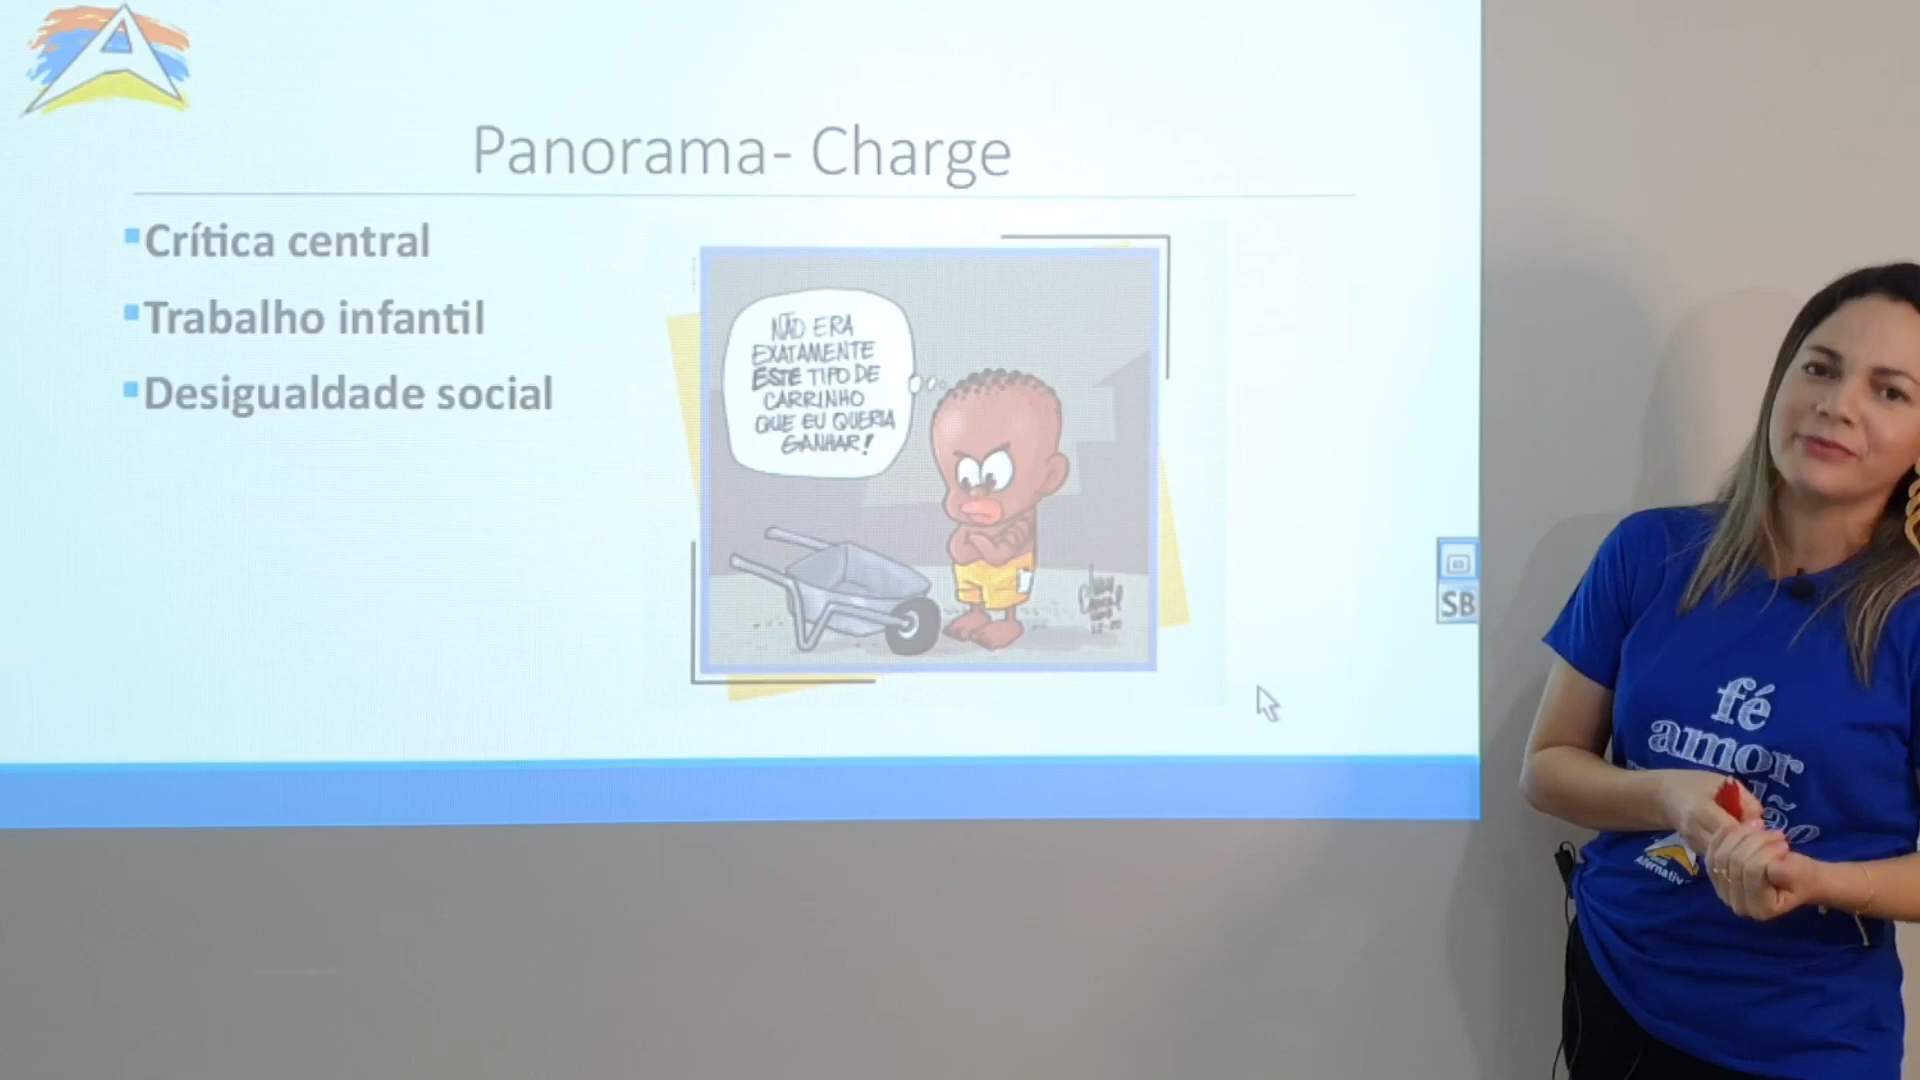 Panorama- Charge
Crítica central
Trabalho infantil
Desigualdade social
NÃO ERA
EXATAMENTE
ESTE TIPO DE
CARRINHO
QUE EU QUERIA
GANHAR!
SB
fé
amor